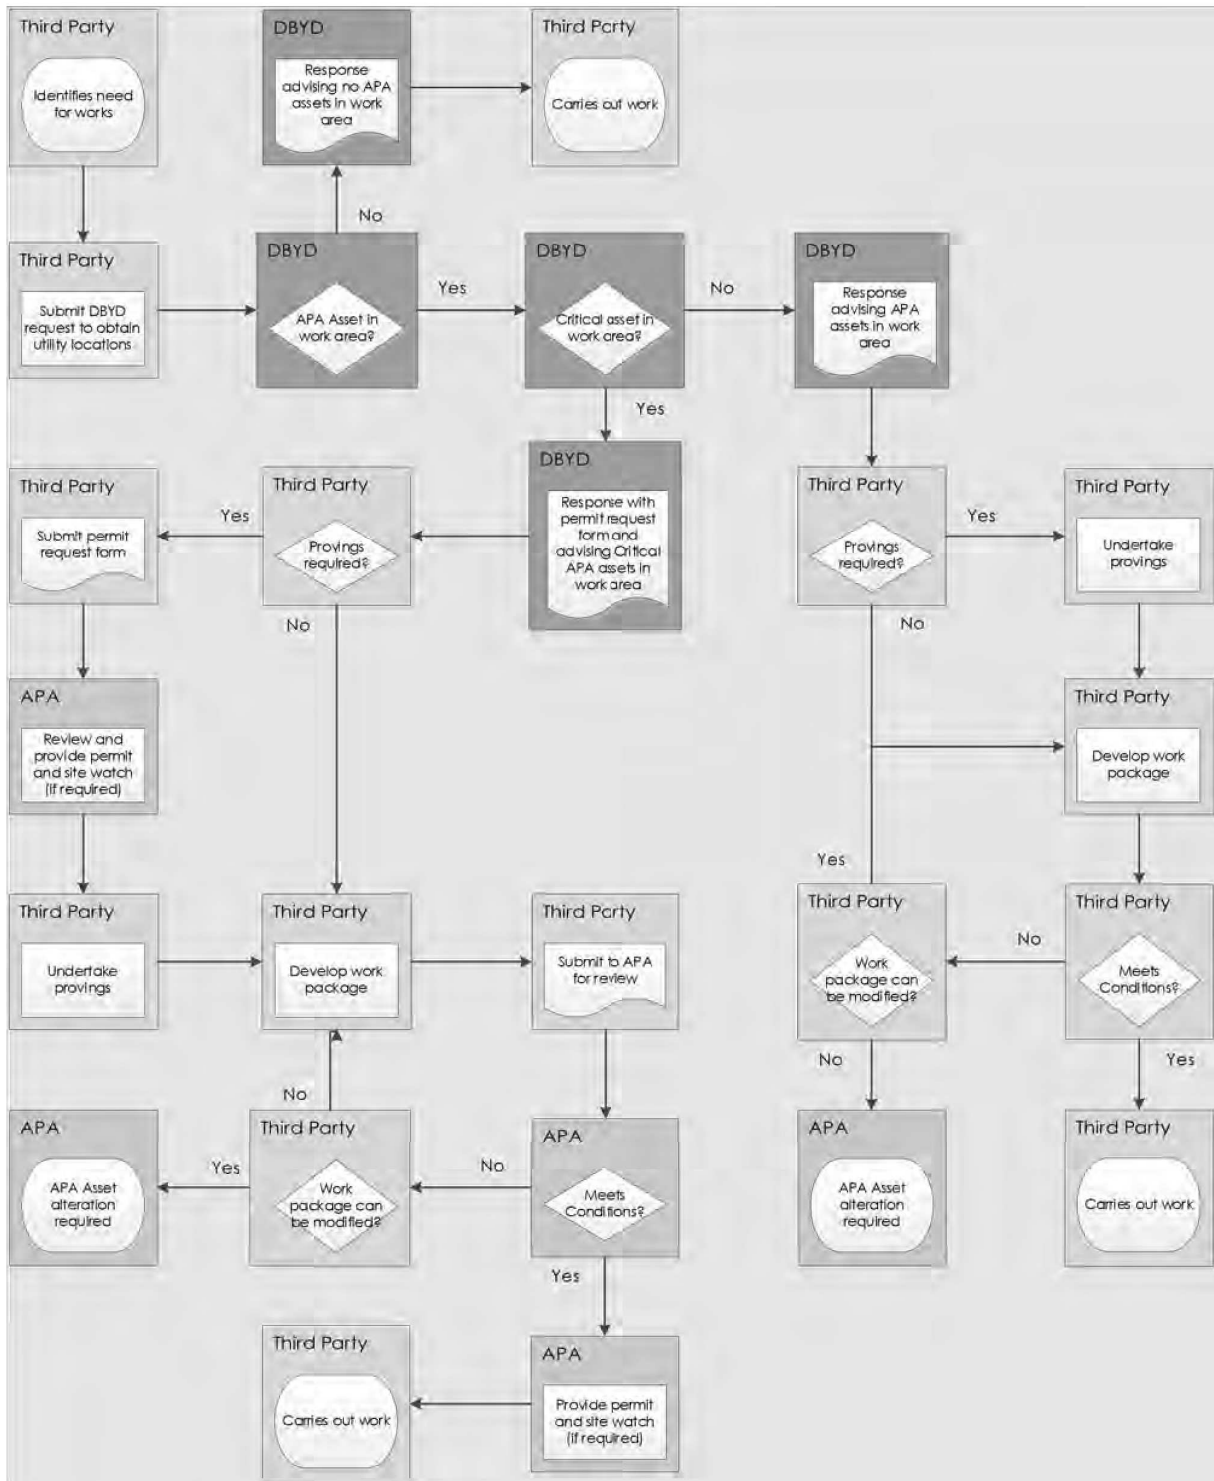 Third Party
Identifies need
for works
DBYD
Response
advising no APA
assets in work
area
Third Party
Carries out work
No
Third Party
Submit DBYD
request to obtain
utility locations
DBYD
APA Asset in
work area?
Yes
DBYD
Critical asset in
work area?
No
DBYD
Response
advising APA
assets in work
area
Yes
Third Party
Submit permit
request form
Yes
Third Party
Provings
required?
DBYD
Response with
permit request
form and
advising Critical
APA assets in
work area
Third Party
Provings
required?
Yes
Third Party
Undertake
provings
No
No
APA
Review and
provide permit
and site watch
(if required)
Third Party
Develop work
package
Yes
Third Party
Undertake
provings
Third Party
Develop work
package
Third Party
Submit to APA
for review
Third Party
Work
package can
be modified?
No
Third Party
Meets
Conditions?
No
No
Yes
APA
APA Asset
alteration
required
Yes
Third Party
Work
package can
be modified?
No
APA
Meets
Conditions?
APA
APA Asset
alteration
required
Third Party
Carries out work
Yes
Third Party
Carries out work
APA
Provide permit
and site watch
(if required)